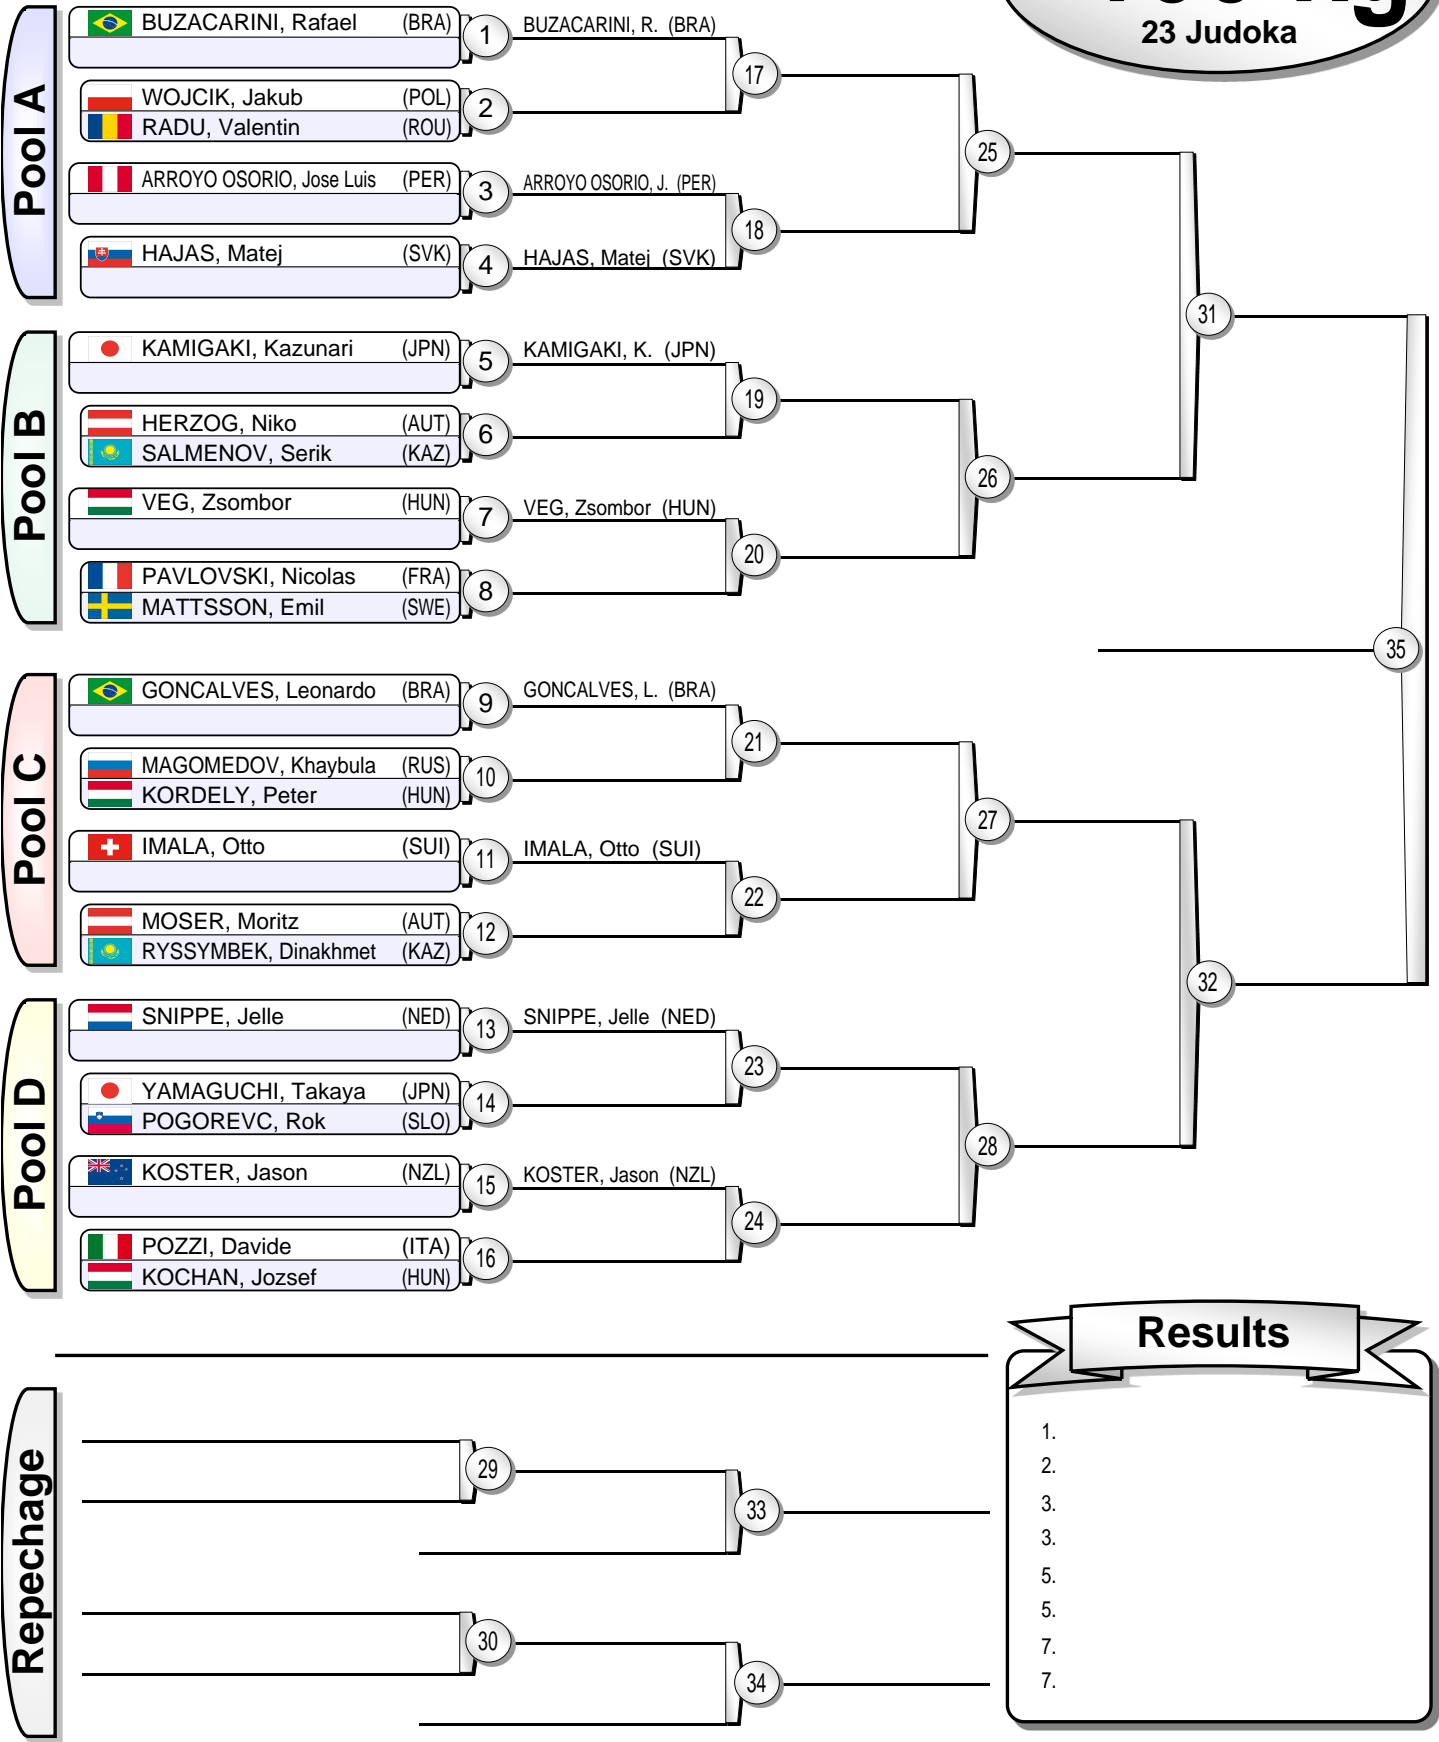 23 Judoka
Pool A
BUZACARINI, Rafael (BRA)
1
BUZACARINI, R. (BRA)
17
WOJCIK, Jakub (POL)
RADU, Valentin (ROU)
2
25
ARROYO OSORIO, Jose Luis (PER)
3
ARROYO OSORIO, J. (PER)
18
HAJAS, Matej (SVK)
4
HAJAS, Matej (SVK)
31
Pool B
KAMIGAKI, Kazunari (JPN)
5
KAMIGAKI, K. (JPN)
19
HERZOG, Niko (AUT)
SALMENOV, Serik (KAZ)
6
26
VEG, Zsombor (HUN)
7
VEG, Zsombor (HUN)
20
PAVLOVSKI, Nicolas (FRA)
MATTSSON, Emil (SWE)
8
35
Pool C
GONCALVES, Leonardo (BRA)
9
GONCALVES, L. (BRA)
21
MAGOMEDOV, Khaybula (RUS)
KORDELY, Peter (HUN)
10
27
IMALA, Otto (SUI)
11
IMALA, Otto (SUI)
22
MOSER, Moritz (AUT)
RYSSYMBEK, Dinakhmet (KAZ)
12
32
Pool D
SNIPPE, Jelle (NED)
13
SNIPPE, Jelle (NED)
23
YAMAGUCHI, Takaya (JPN)
POGOREVC, Rok (SLO)
14
28
KOSTER, Jason (NZL)
15
KOSTER, Jason (NZL)
24
POZZI, Davide (ITA)
KOCHAN, Jozsef (HUN)
16
Repechage
29
33
30
34
Results
1.
2.
3.
3.
5.
5.
7.
7.